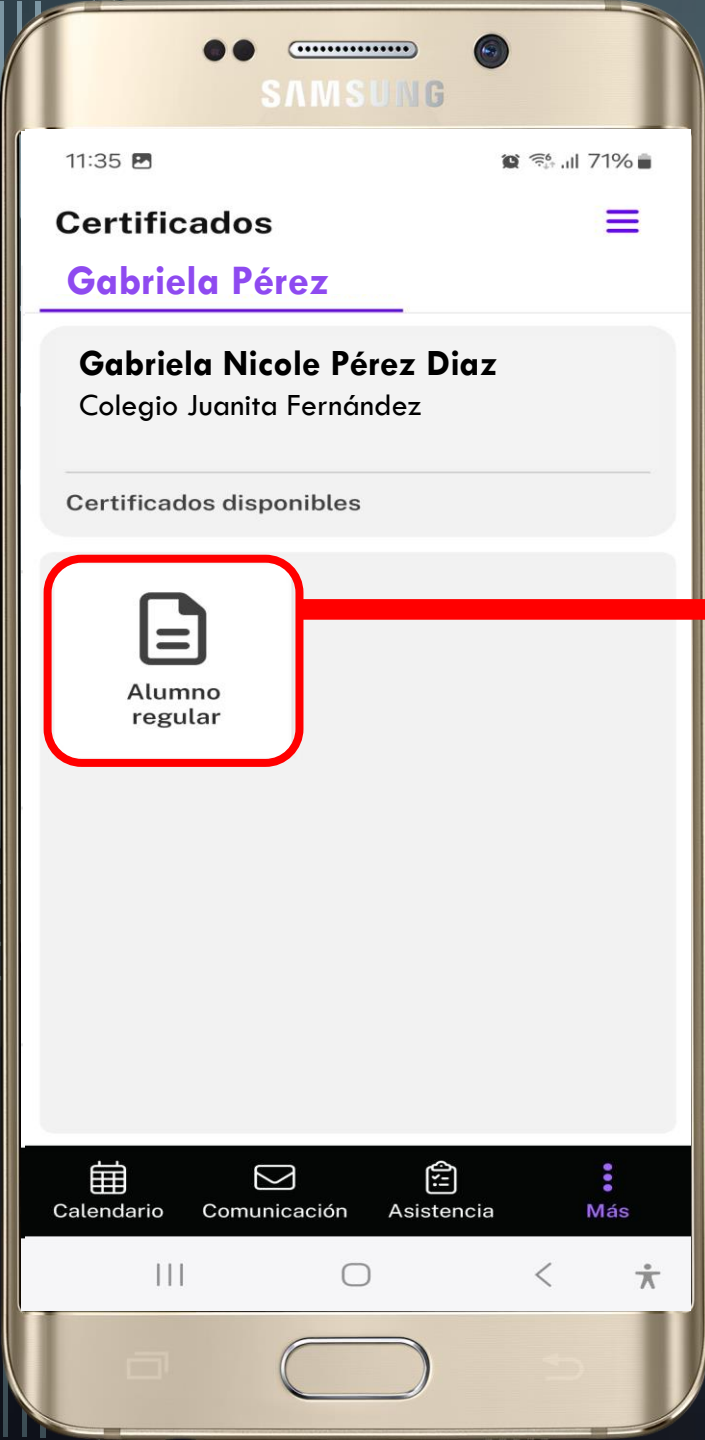 SAMSUNG
11:35 71%
Certificados
Gabriela Pérez
Gabriela Nicole Pérez Diaz
Colegio Juanita Fernández
Certificados disponibles
Alumno
regular
Calendario Comunicación Asistencia Más